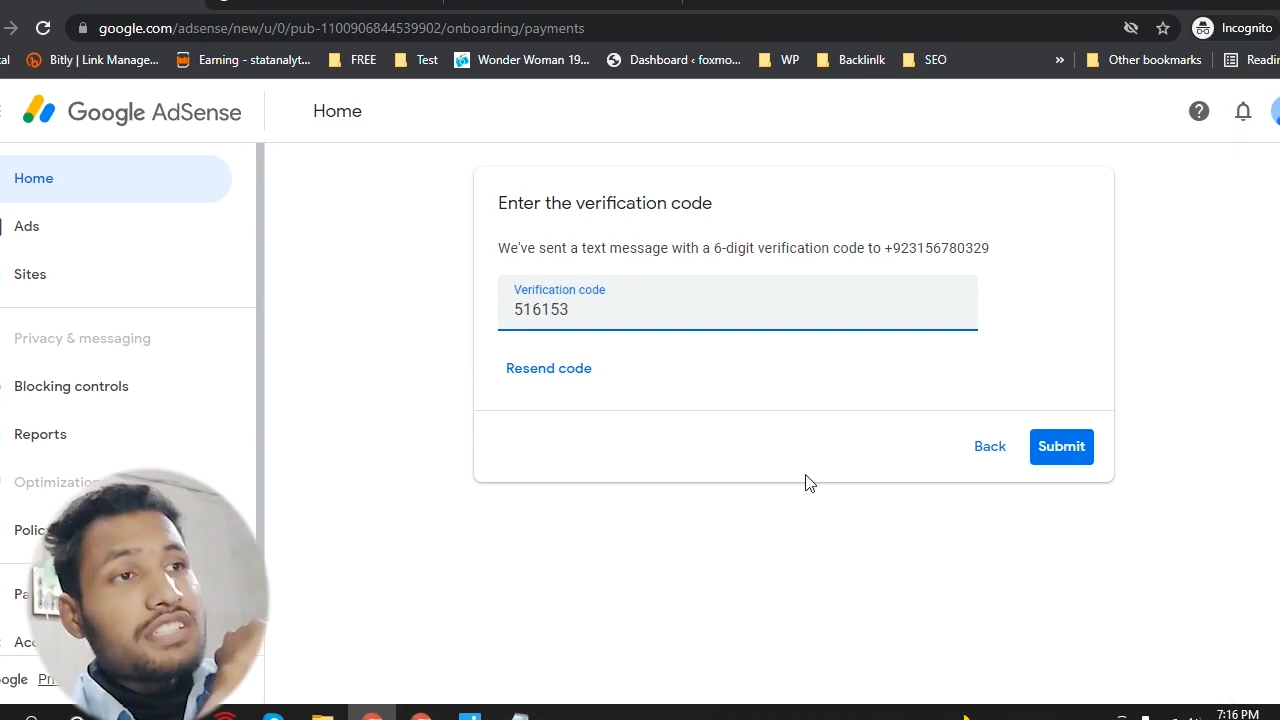 google.com/adsense/new/u/0/pub-1100906844539902/onboarding/payments
Incognito
Bitly | Link Manage...
Earning - statanalyt...
FREE
Test
Wonder Woman 19...
Dashboard ‹ foxmo...
WP
Backlinlk
SEO
»
Other bookmarks
Google AdSense
Home
Home
Ads
Sites
Privacy & messaging
Blocking controls
Reports
Enter the verification code
We've sent a text message with a 6-digit verification code to +923156780329
Verification code
516153
Resend code
Back
Submit
7:16 PM